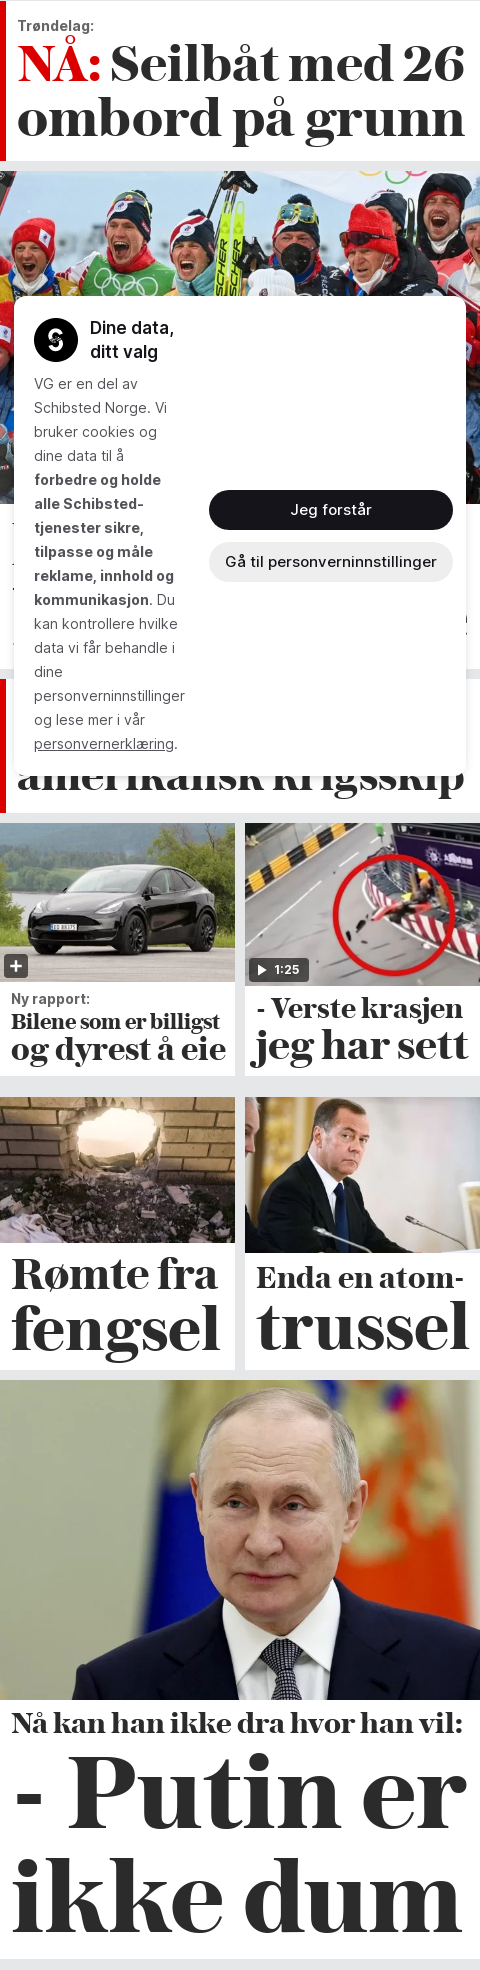 Trøndelag:
NÅ: Seilbåt med 26
ombord på grunn
FISCHER
FISCHER
Dine data,
ditt valg
VG er en del av
Schibsted Norge. Vi
bruker cookies og
dine data til å
forbedre og holde
alle Schibsted-
tjenester sikre,
tilpasse og måle
reklame, innhold og
kommunikasjon. Du
kan kontrollere hvilke
data vi får behandle i
dine
personverninnstillinger
og lese mer i vår
personvernerklæring.
Jeg forstår
Gå til personverninnstillinger
amerikansk krigsskip
1:25
Ny rapport:
Bilene som er billigst
og dyrest å eie
- Verste krasjen
jeg har sett
Rømte fra
fengsel
Enda en atom-
trussel
Nå kan han ikke dra hvor han vil:
- Putin er
ikke dum